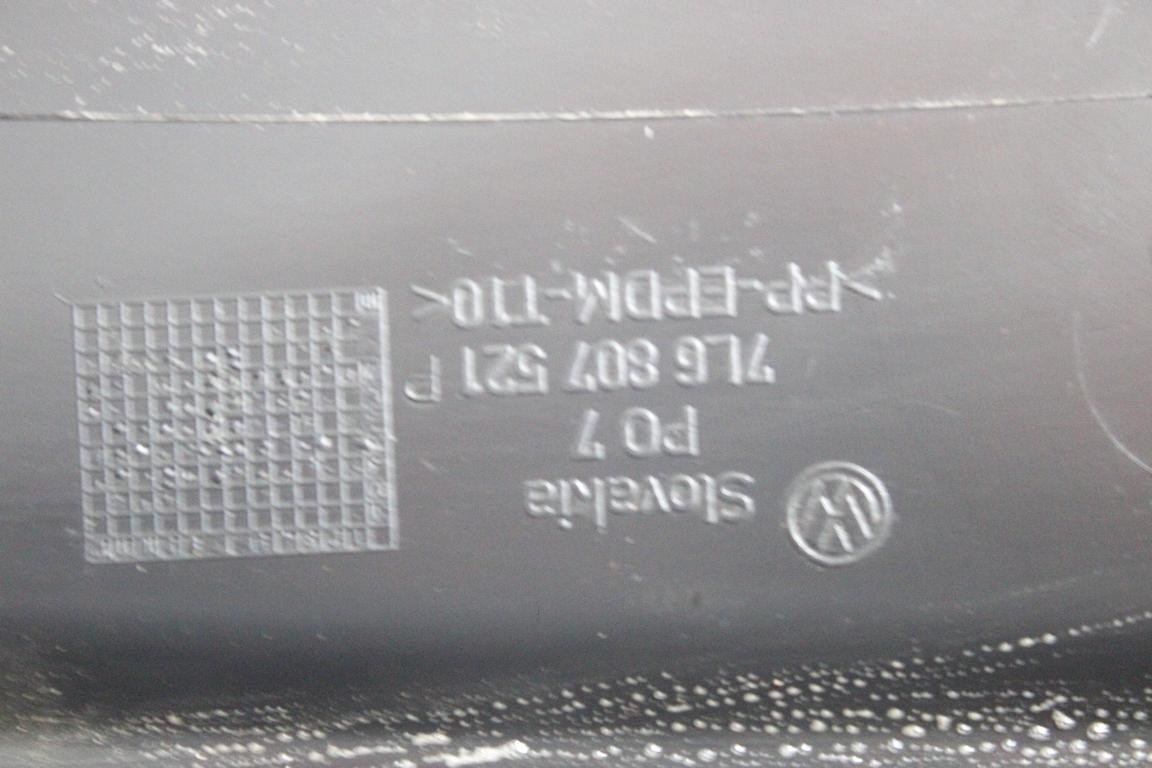 VW Slovakia
PO 7
7L6 807 521 P
>PP-EPDM-T10<